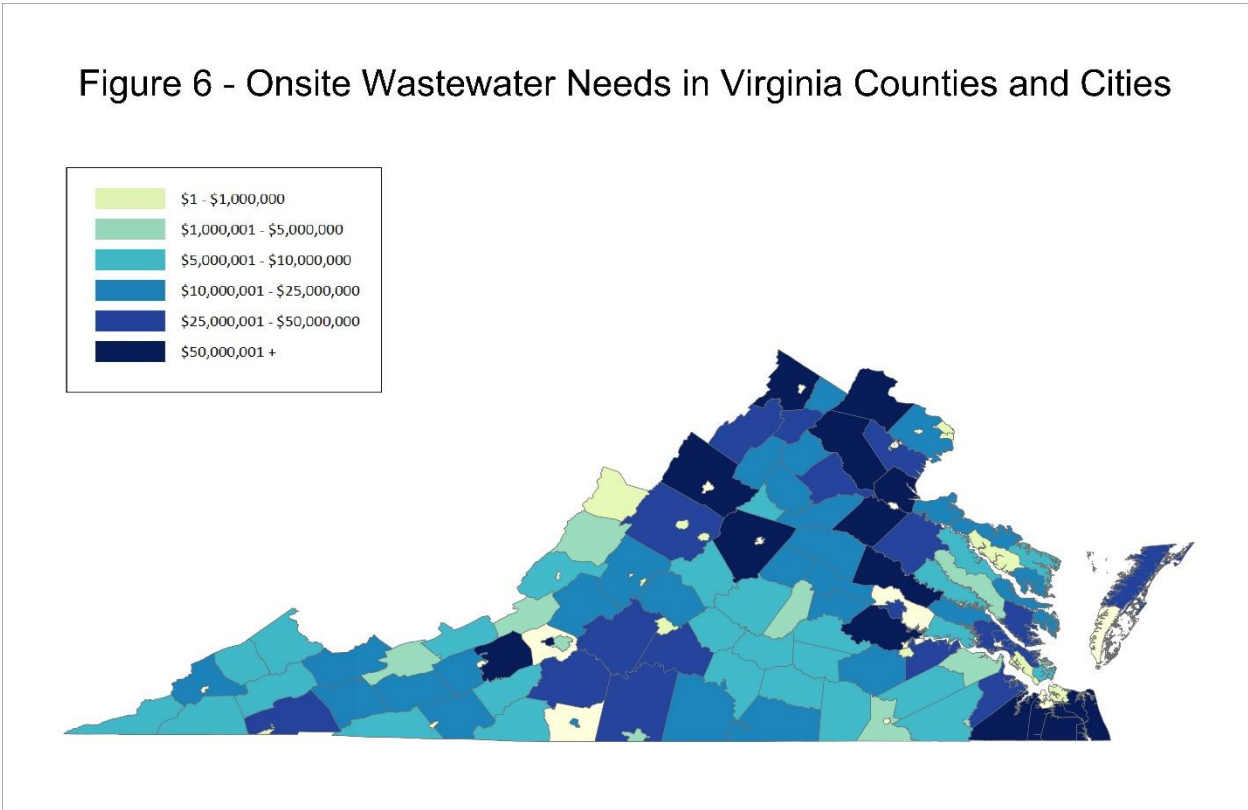 Figure 6 - Onsite Wastewater Needs in Virginia Counties and Cities
$1 - $1,000,000
$1,000,001 - $5,000,000
$5,000,001 - $10,000,000
$10,000,001 - $25,000,000
$25,000,001 - $50,000,000
$50,000,001 +